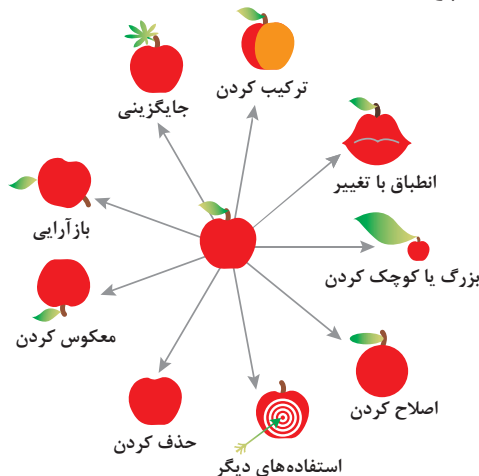 ترکیب کردن
جایگزینی
انطباق با تغییر
بازآرایی
بزرگ یا کوچک کردن
معکوس کردن
اصلاح کردن
حذف کردن
استفاده‌های دیگر